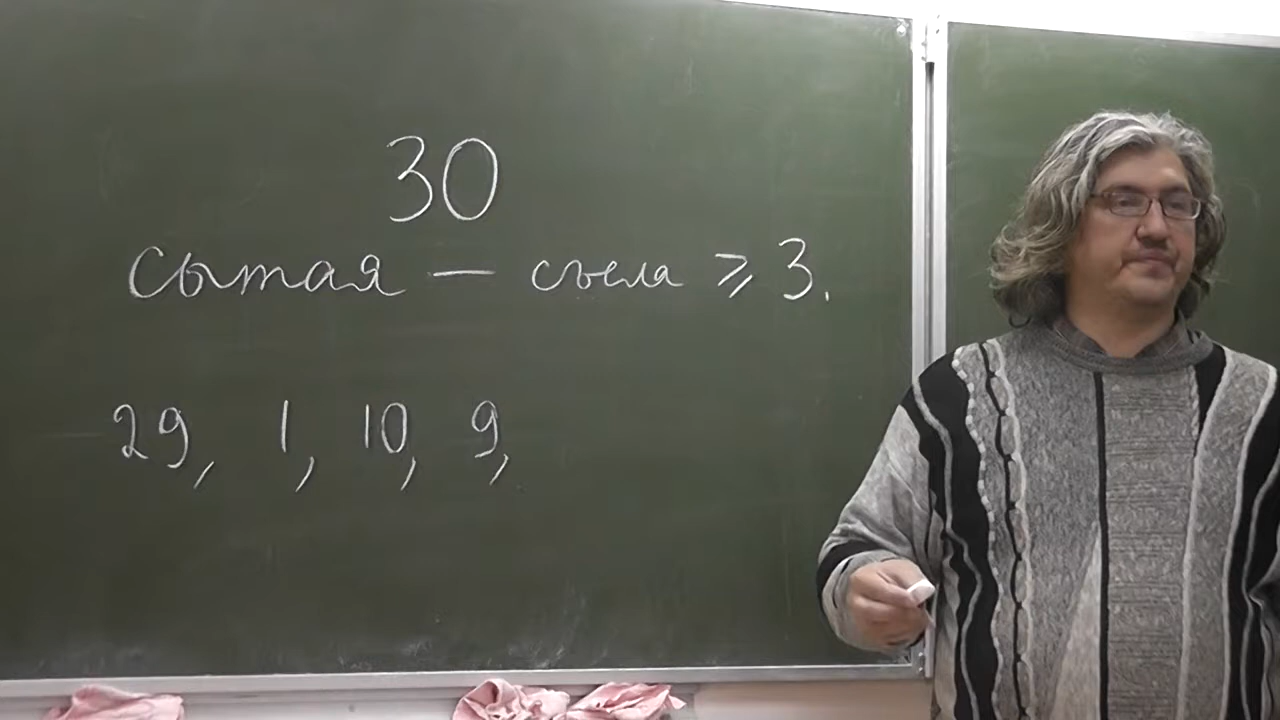 30
сытая — съела ⩾ 3.
29, 1, 10, 9,